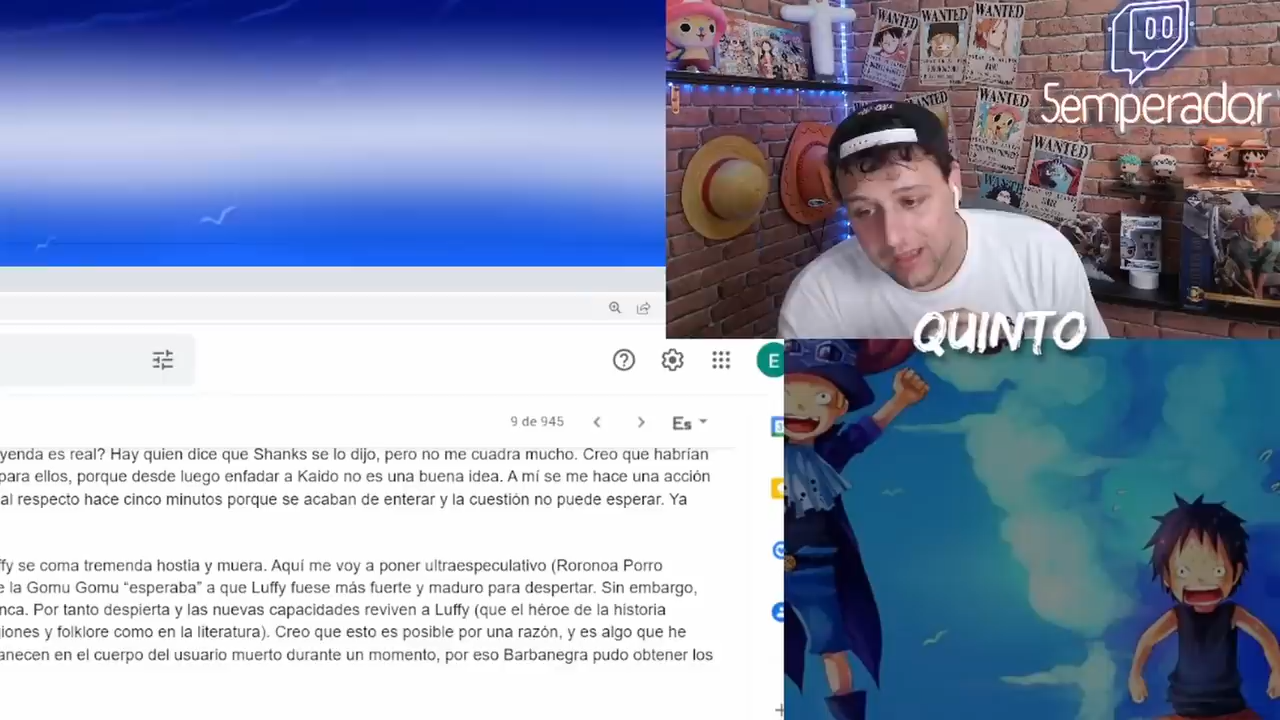 WANTED
WANTED
WANTED
WANTED
WANTED
WANTED
Semperador
QUINTO
E
9 de 945
Es
yenda es real? Hay quien dice que Shanks se lo dijo, pero no me cuadra mucho. Creo que habrían
para ellos, porque desde luego enfadar a Kaido no es una buena idea. A mí se me hace una acción
al respecto hace cinco minutos porque se acaban de enterar y la cuestión no puede esperar. Ya
ffy se coma tremenda hostia y muera. Aquí me voy a poner ultraespeculativo (Roronoa Porro
e la Gomu Gomu “esperaba” a que Luffy fuese más fuerte y maduro para despertar. Sin embargo,
nca. Por tanto despierta y las nuevas capacidades reviven a Luffy (que el héroe de la historia
giones y folklore como en la literatura). Creo que esto es posible por una razón, y es algo que he
anecen en el cuerpo del usuario muerto durante un momento, por eso Barbanegra pudo obtener los